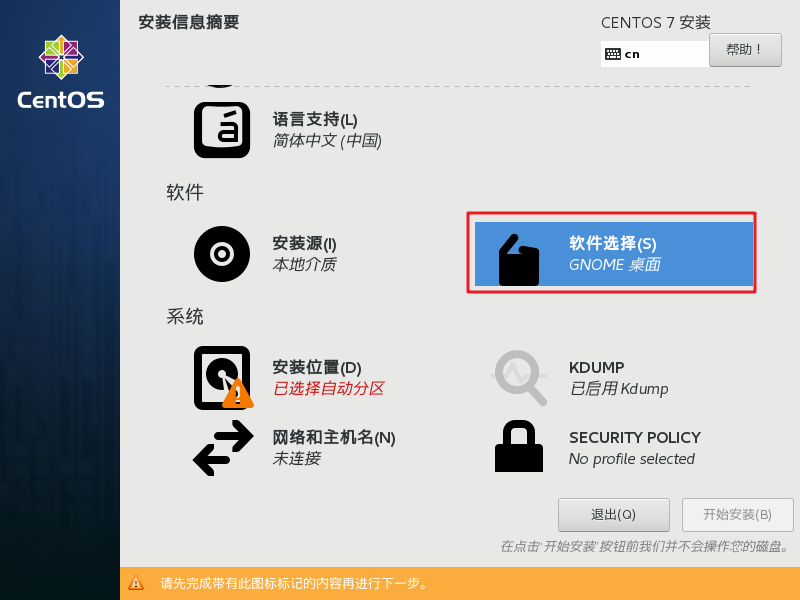 安装信息摘要
CENTOS 7 安装
cn
帮助！
CentOS
语言支持(L)
简体中文 (中国)
软件
安装源(I)
本地介质
软件选择(S)
GNOME 桌面
系统
安装位置(D)
已选择自动分区
KDUMP
已启用 Kdump
网络和主机名(N)
未连接
SECURITY POLICY
No profile selected
退出(Q)
开始安装(B)
在点击'开始安装'按钮前我们并不会操作您的磁盘。
请先完成带有此图标标记的内容再进行下一步。